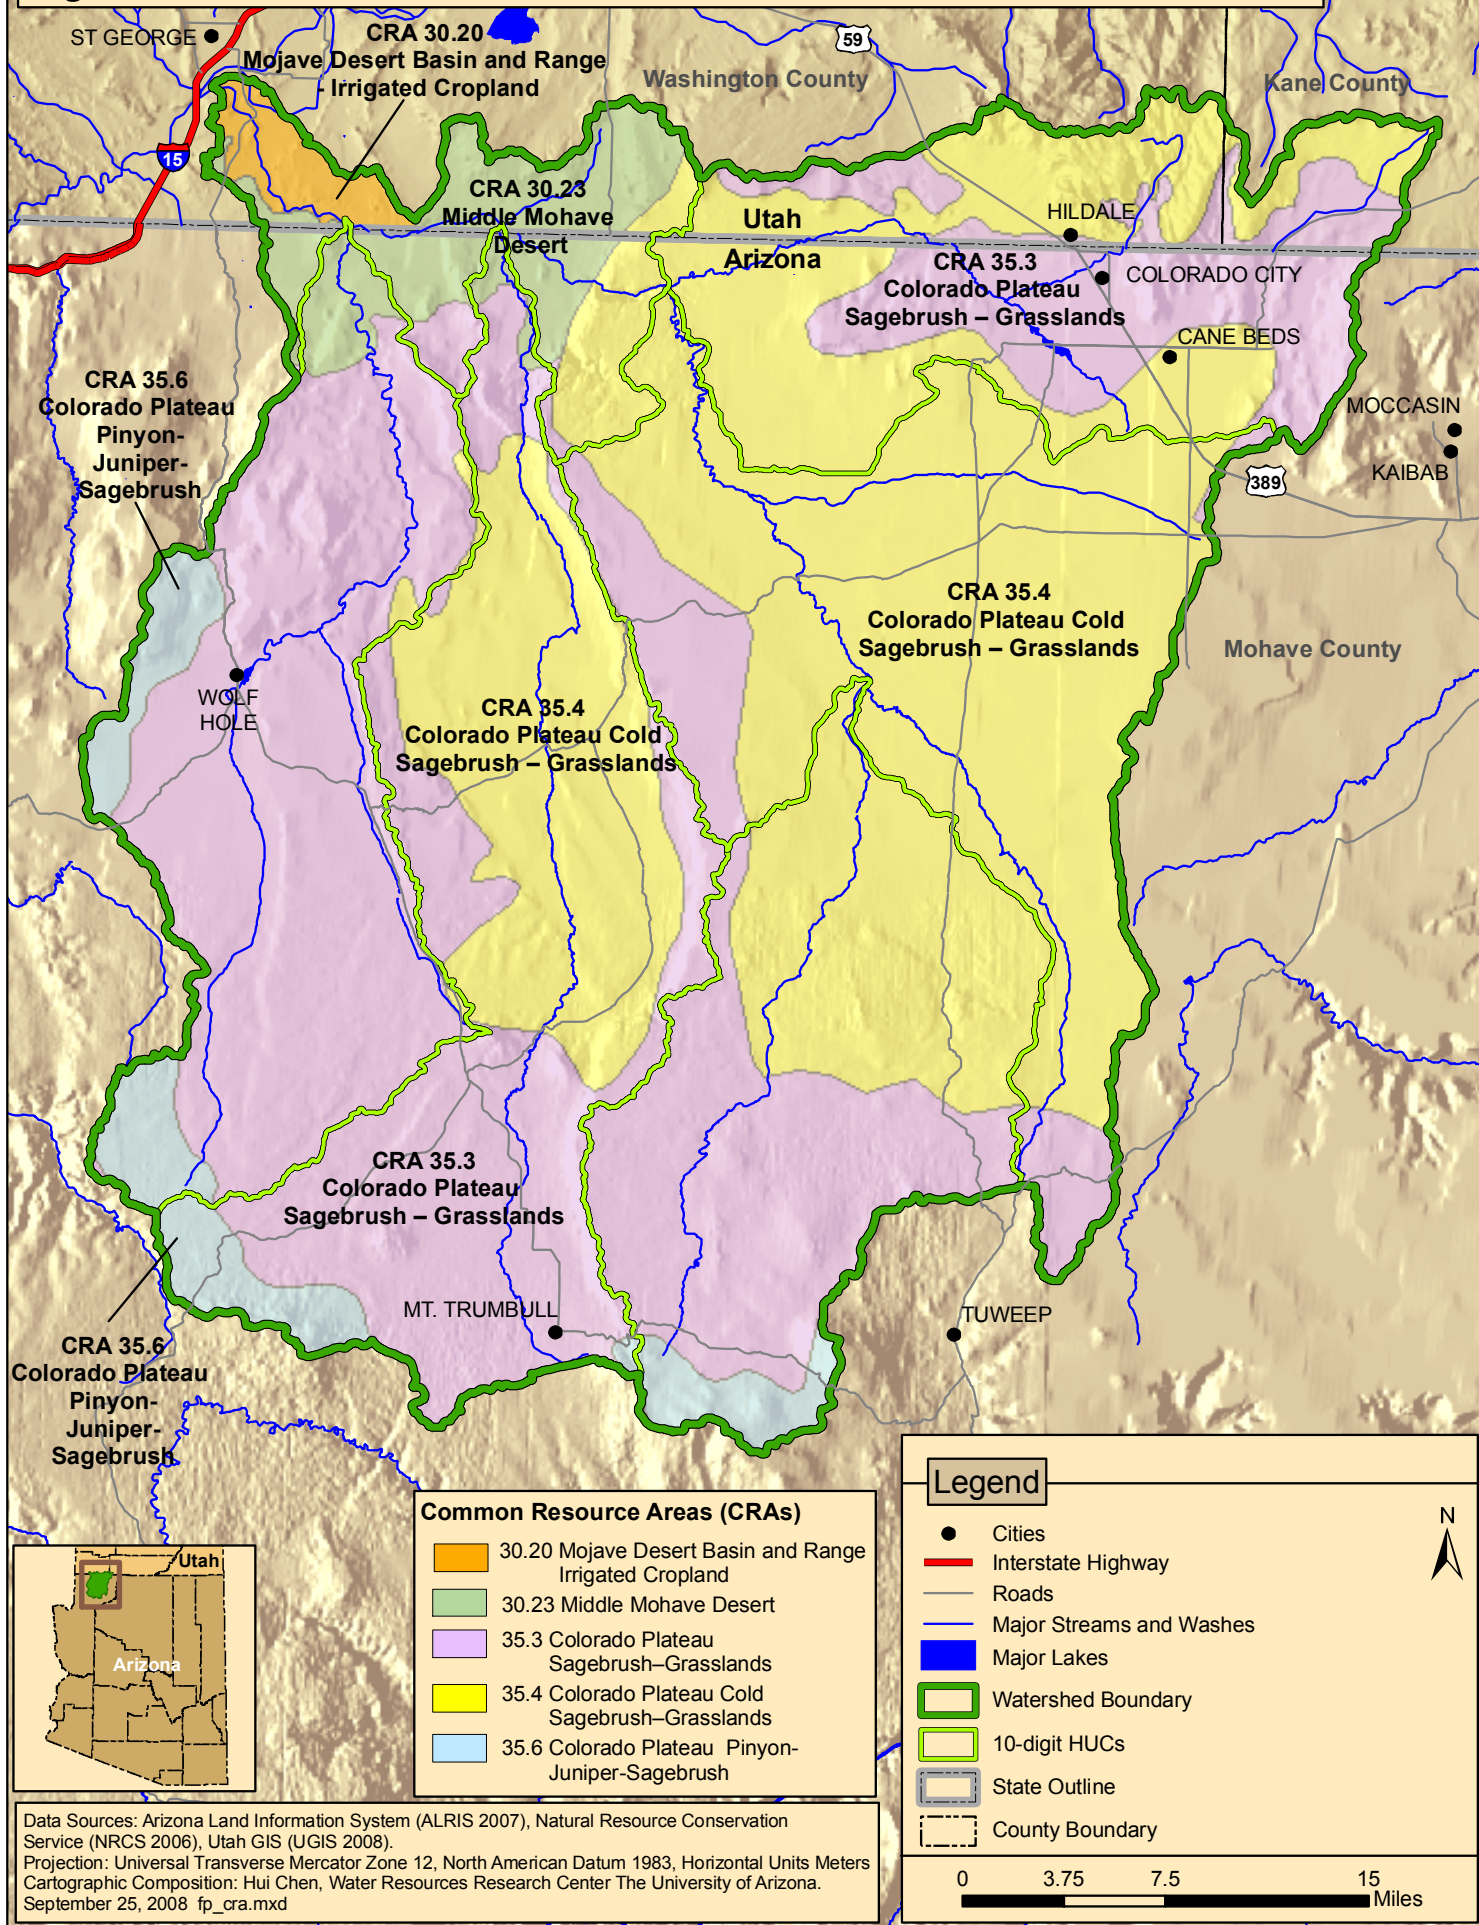 ST GEORGE
CRA 30.20
Mojave Desert Basin and Range
- Irrigated Cropland
59
Washington County
Kane County
15
CRA 30.23
Middle Mohave
Desert
Utah
Arizona
HILDALE
CRA 35.3
Colorado Plateau
Sagebrush – Grasslands
COLORADO CITY
CANE BEDS
CRA 35.6
Colorado Plateau
Pinyon-
Juniper-
Sagebrush
MOCCASIN
KAIBAB
389
CRA 35.4
Colorado Plateau Cold
Sagebrush – Grasslands
Mohave County
WOLF
HOLE
CRA 35.4
Colorado Plateau Cold
Sagebrush – Grasslands
CRA 35.3
Colorado Plateau
Sagebrush – Grasslands
MT. TRUMBULL
TUWEEP
CRA 35.6
Colorado Plateau
Pinyon-
Juniper-
Sagebrush
Common Resource Areas (CRAs)
30.20 Mojave Desert Basin and Range
Irrigated Cropland
30.23 Middle Mohave Desert
35.3 Colorado Plateau
Sagebrush–Grasslands
35.4 Colorado Plateau Cold
Sagebrush–Grasslands
35.6 Colorado Plateau Pinyon-
Juniper-Sagebrush
Legend
Cities
Interstate Highway
Roads
Major Streams and Washes
Major Lakes
Watershed Boundary
10-digit HUCs
State Outline
County Boundary
N
0 3.75 7.5 15
Miles
Utah
Arizona
Data Sources: Arizona Land Information System (ALRIS 2007), Natural Resource Conservation
Service (NRCS 2006), Utah GIS (UGIS 2008).
Projection: Universal Transverse Mercator Zone 12, North American Datum 1983, Horizontal Units Meters
Cartographic Composition: Hui Chen, Water Resources Research Center The University of Arizona.
September 25, 2008 fp_cra.mxd